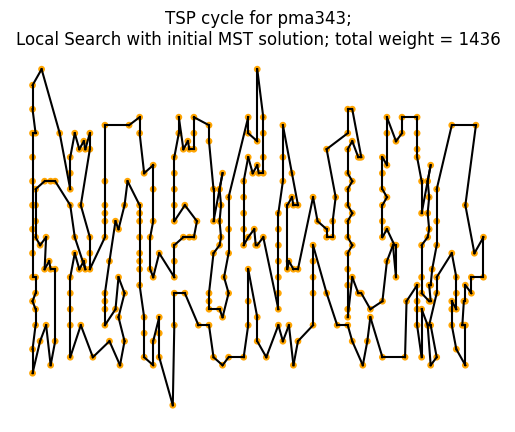 TSP cycle for pma343;
Local Search with initial MST solution; total weight = 1436